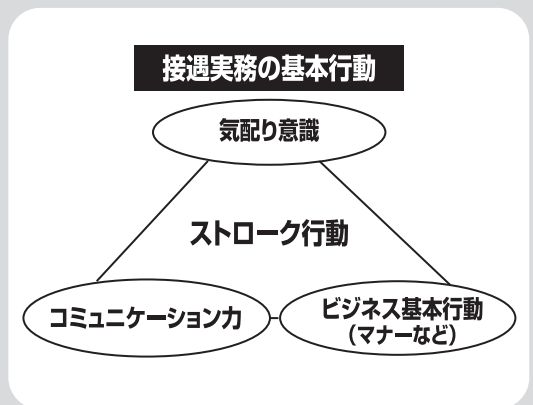 接遇実務の基本行動
気配り意識
ストローク行動
コミュニケーション力
ビジネス基本行動
（マナーなど）